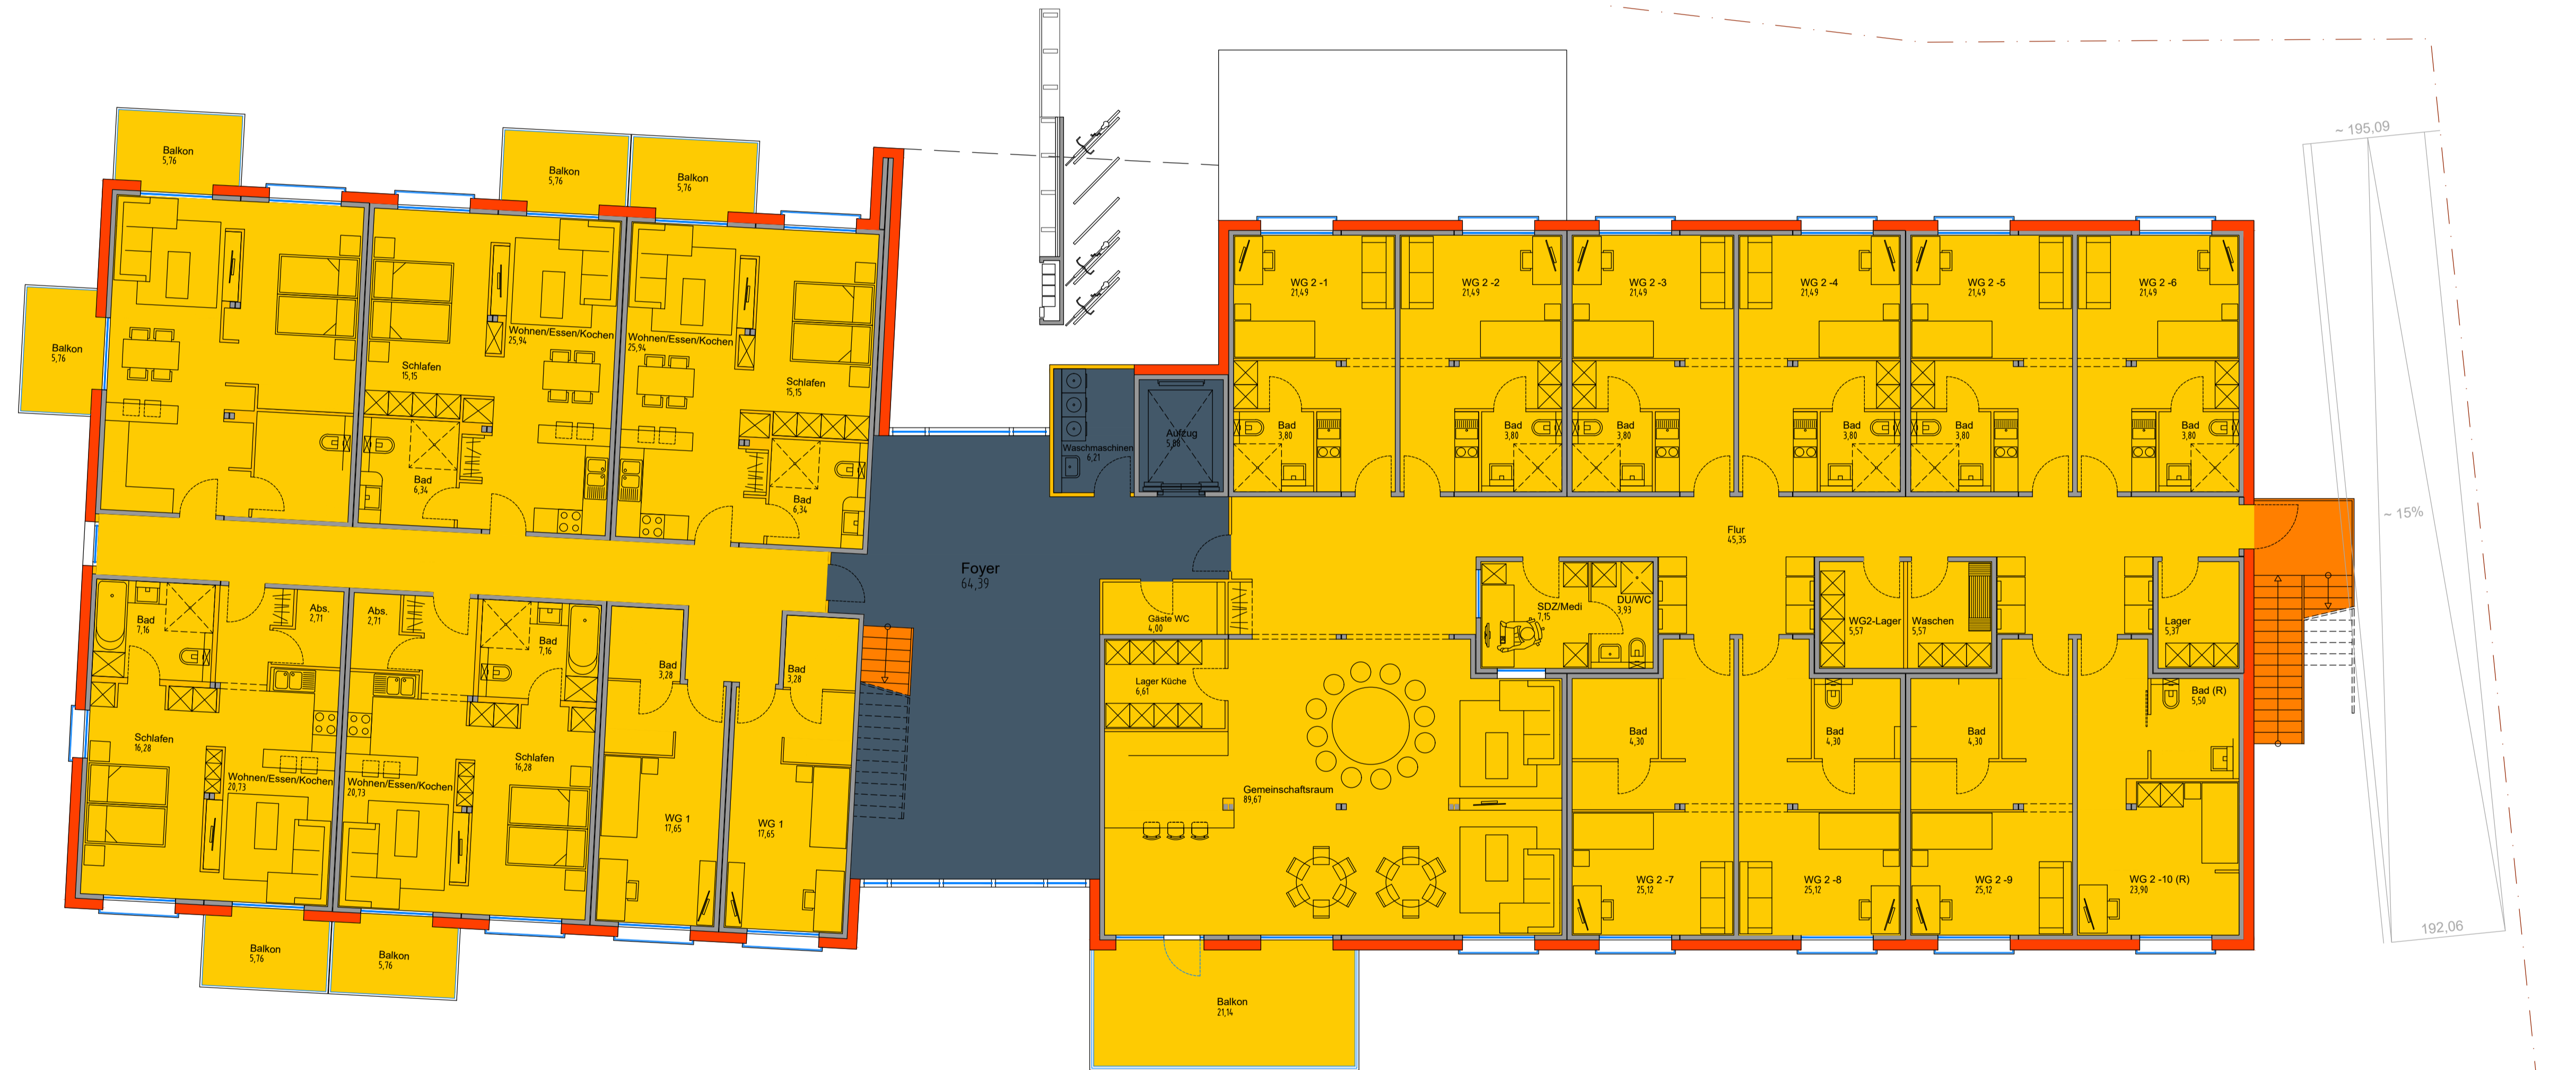 ~ 195,09
Balkon
5,76
Balkon
5,76
Balkon
5,76
Balkon
5,76
WG 2 -1
21,49
WG 2 -2
21,49
WG 2 -3
21,49
WG 2 -4
21,49
WG 2 -5
21,49
WG 2 -6
21,49
Wohnen/Essen/Kochen
25,94
Wohnen/Essen/Kochen
25,94
Schlafen
15,15
Schlafen
15,15
Bad
6,34
Bad
6,34
Waschmaschinen
6,21
Aufzug
5,88
Bad
3,80
Bad
3,80
Bad
3,80
Bad
3,80
Bad
3,80
Bad
3,80
~ 15%
Flur
45,35
Foyer
64,39
Bad
7,16
Abs.
2,71
Abs.
2,71
Bad
7,16
Bad
3,28
Bad
3,28
Gäste WC
4,00
SDZ/Medi
7,15
DU/WC
3,93
WG2-Lager
5,57
Waschen
5,57
Lager
5,37
Lager Küche
6,61
Bad (R)
5,50
Schlafen
16,28
Schlafen
16,28
Wohnen/Essen/Kochen
20,73
Wohnen/Essen/Kochen
20,73
Bad
4,30
Bad
4,30
Bad
4,30
WG 1
17,65
WG 1
17,65
Gemeinschaftsraum
89,67
WG 2 -7
25,12
WG 2 -8
25,12
WG 2 -9
25,12
WG 2 -10 (R)
23,90
192,06
Balkon
5,76
Balkon
5,76
Balkon
21,14